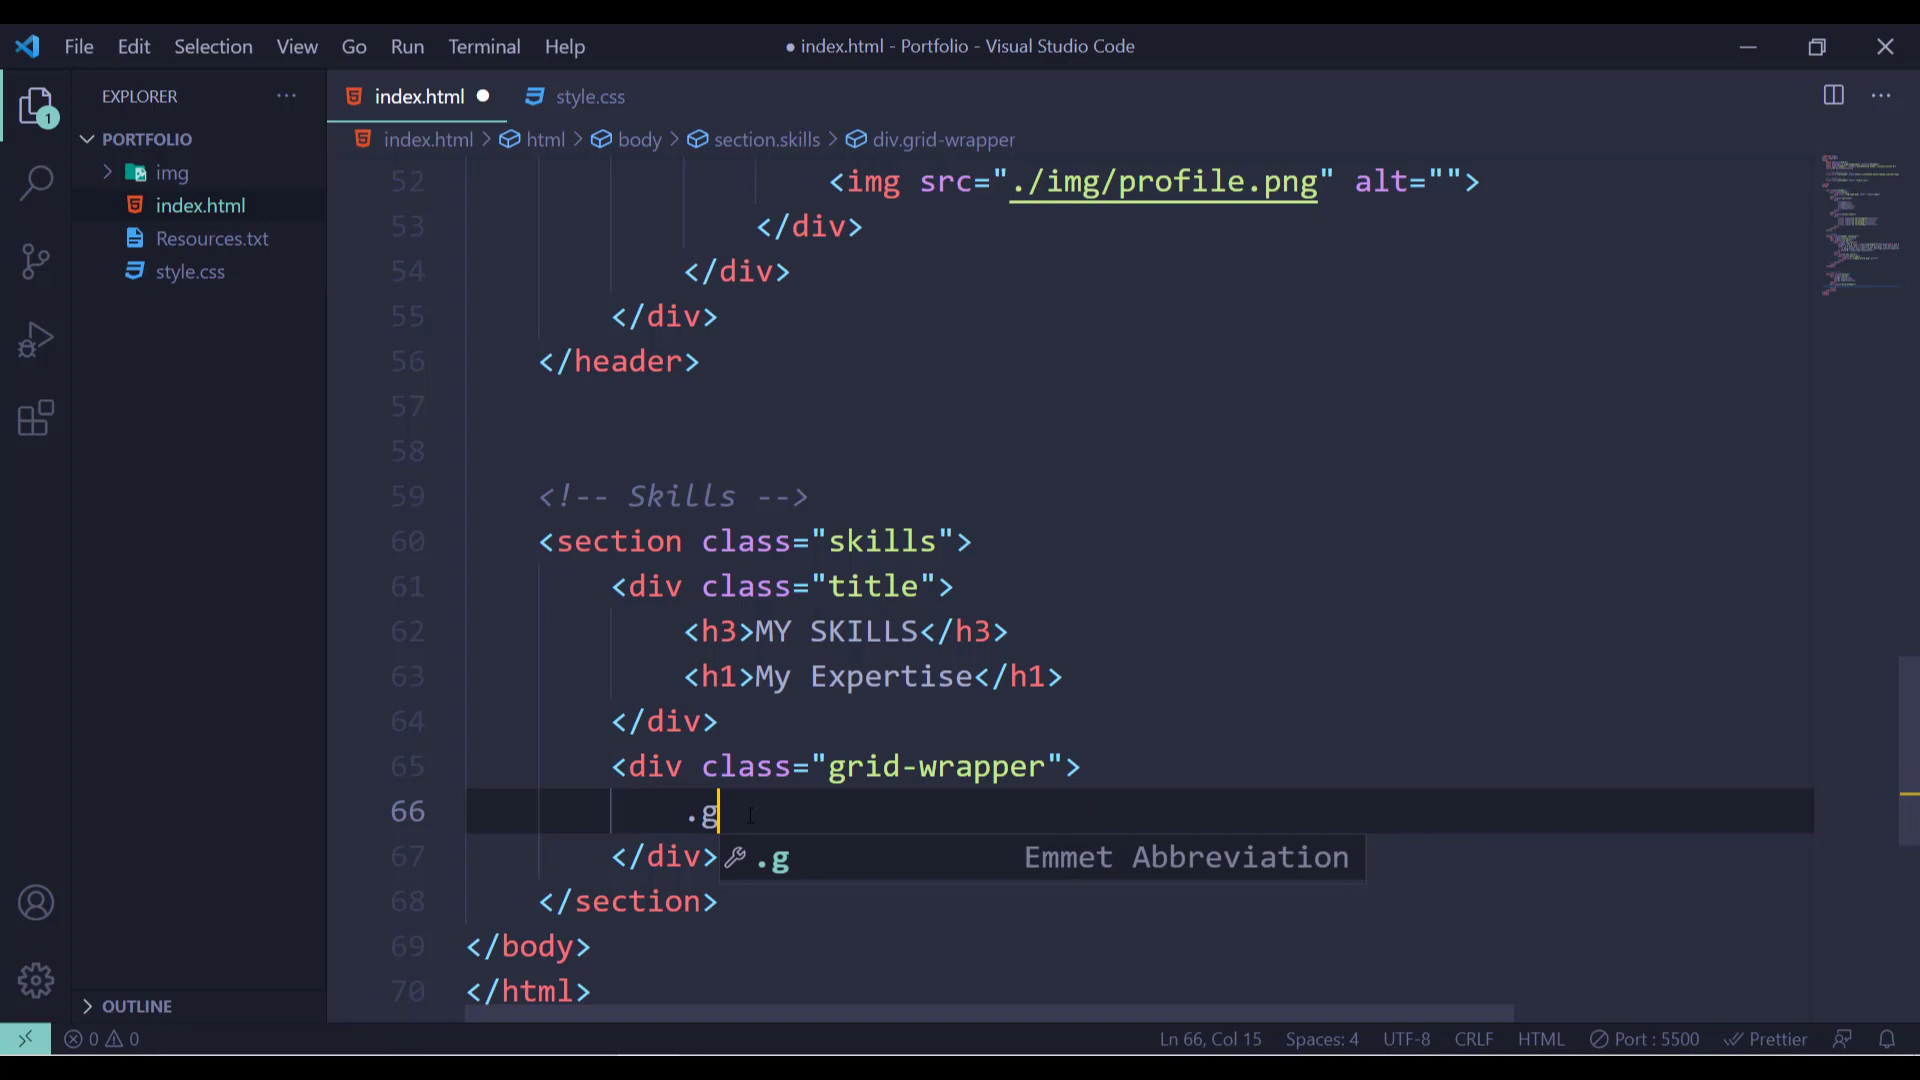 File Edit Selection View Go Run Terminal Help
● index.html - Portfolio - Visual Studio Code
EXPLORER ···
index.html ●
style.css
PORTFOLIO
img
index.html
Resources.txt
style.css
index.html > html > body > section.skills > div.grid-wrapper
52 <img src="./img/profile.png" alt="">
53 </div>
54 </div>
55 </div>
56 </header>
57
58
59 <!-- Skills -->
60 <section class="skills">
61 <div class="title">
62 <h3>MY SKILLS</h3>
63 <h1>My Expertise</h1>
64 </div>
65 <div class="grid-wrapper">
66 .g
67 </div>
.g Emmet Abbreviation
68 </section>
69 </body>
70 </html>
1
OUTLINE
0 0
Ln 66, Col 15 Spaces: 4 UTF-8 CRLF HTML Port : 5500 Prettier